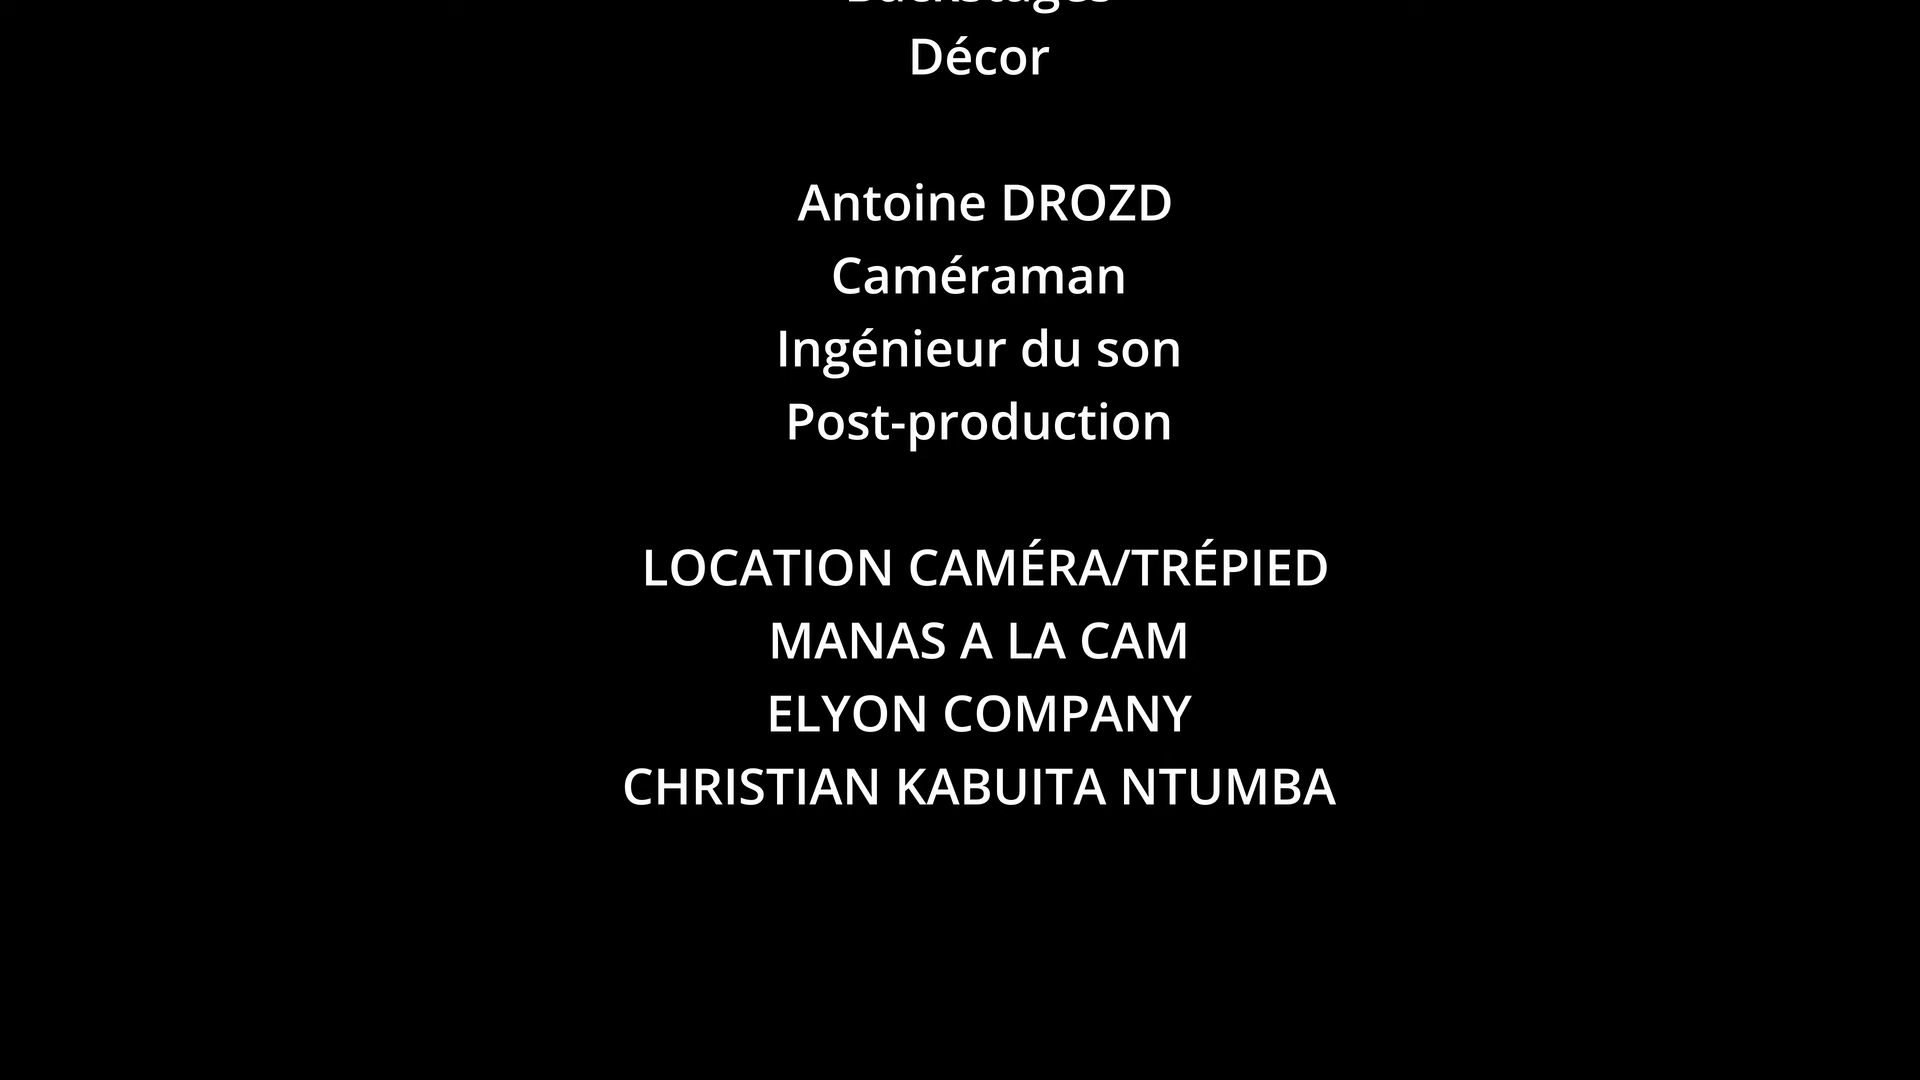 Backstages
Décor
Antoine DROZD
Caméraman
Ingénieur du son
Post-production
LOCATION CAMÉRA/TRÉPIED
MANAS A LA CAM
ELYON COMPANY
CHRISTIAN KABUITA NTUMBA